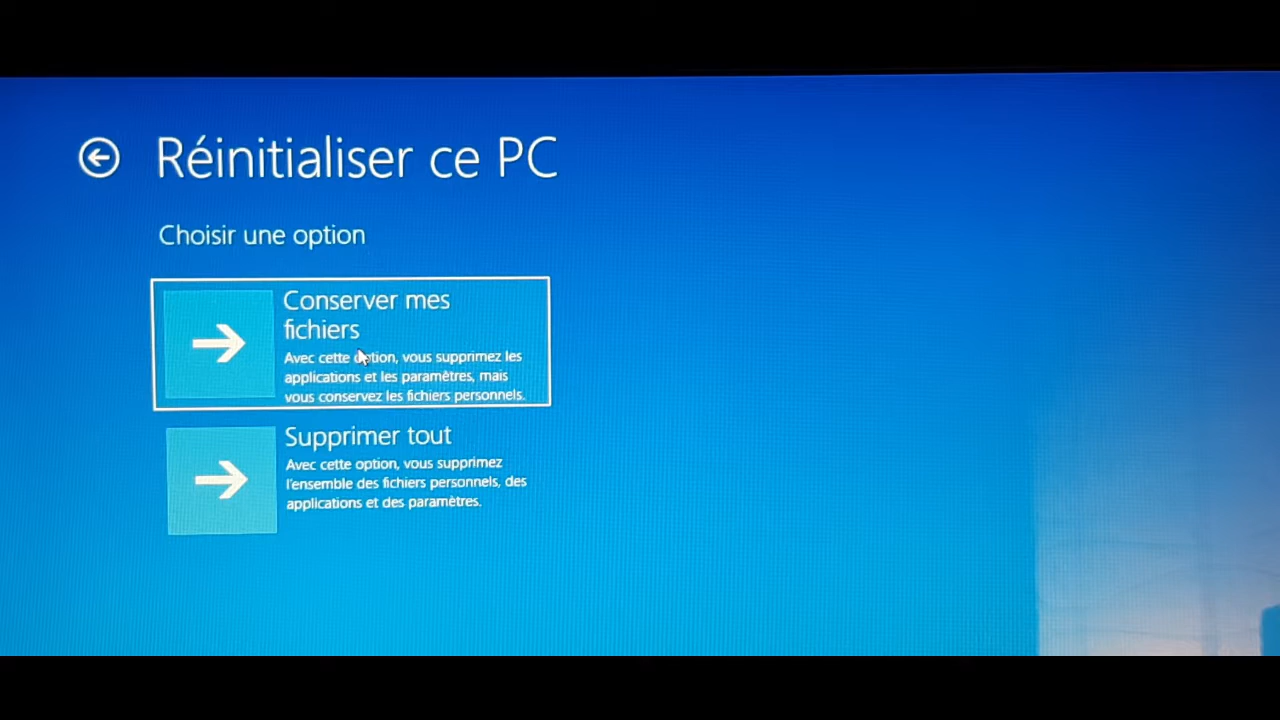 Réinitialiser ce PC
Choisir une option
Conserver mes
fichiers
Avec cette option, vous supprimez les
applications et les paramètres, mais
vous conservez les fichiers personnels.
Supprimer tout
Avec cette option, vous supprimez
l'ensemble des fichiers personnels, des
applications et des paramètres.